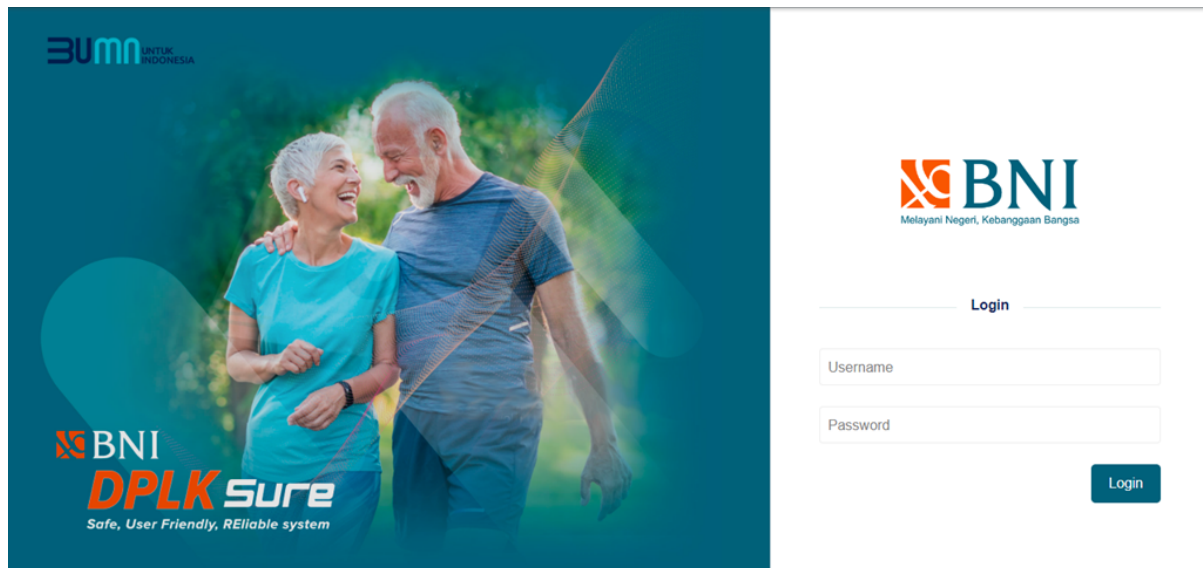 BUMN UNTUK
INDONESIA
BNI
DPLK Sure
Safe, User Friendly, REliable system
BNI
Melayani Negeri, Kebanggaan Bangsa
Login
Username
Password
Login